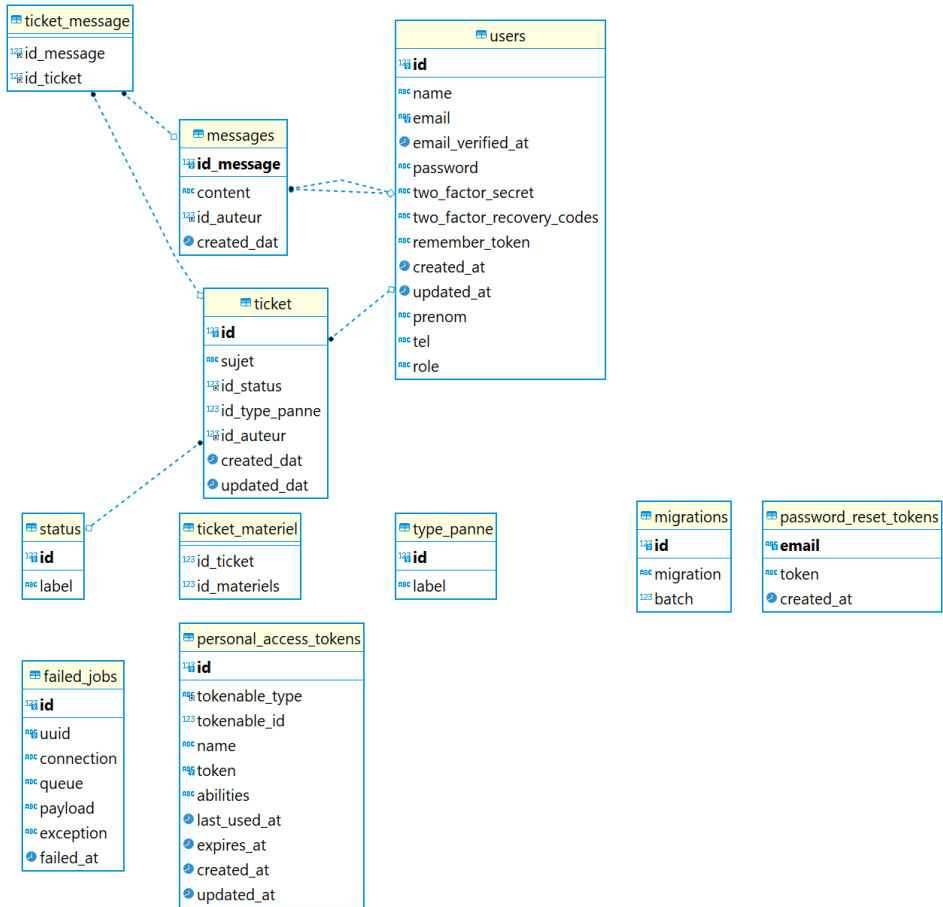 ticket_message
id_message
id_ticket
users
id
name
email
email_verified_at
password
two_factor_secret
two_factor_recovery_codes
remember_token
created_at
updated_at
prenom
tel
role
messages
id_message
content
id_auteur
created_dat
ticket
id
sujet
id_status
id_type_panne
id_auteur
created_dat
updated_dat
status
id
label
ticket_materiel
id_ticket
id_materiels
type_panne
id
label
migrations
id
migration
batch
password_reset_tokens
email
token
created_at
failed_jobs
id
uuid
connection
queue
payload
exception
failed_at
personal_access_tokens
id
tokenable_type
tokenable_id
name
token
abilities
last_used_at
expires_at
created_at
updated_at